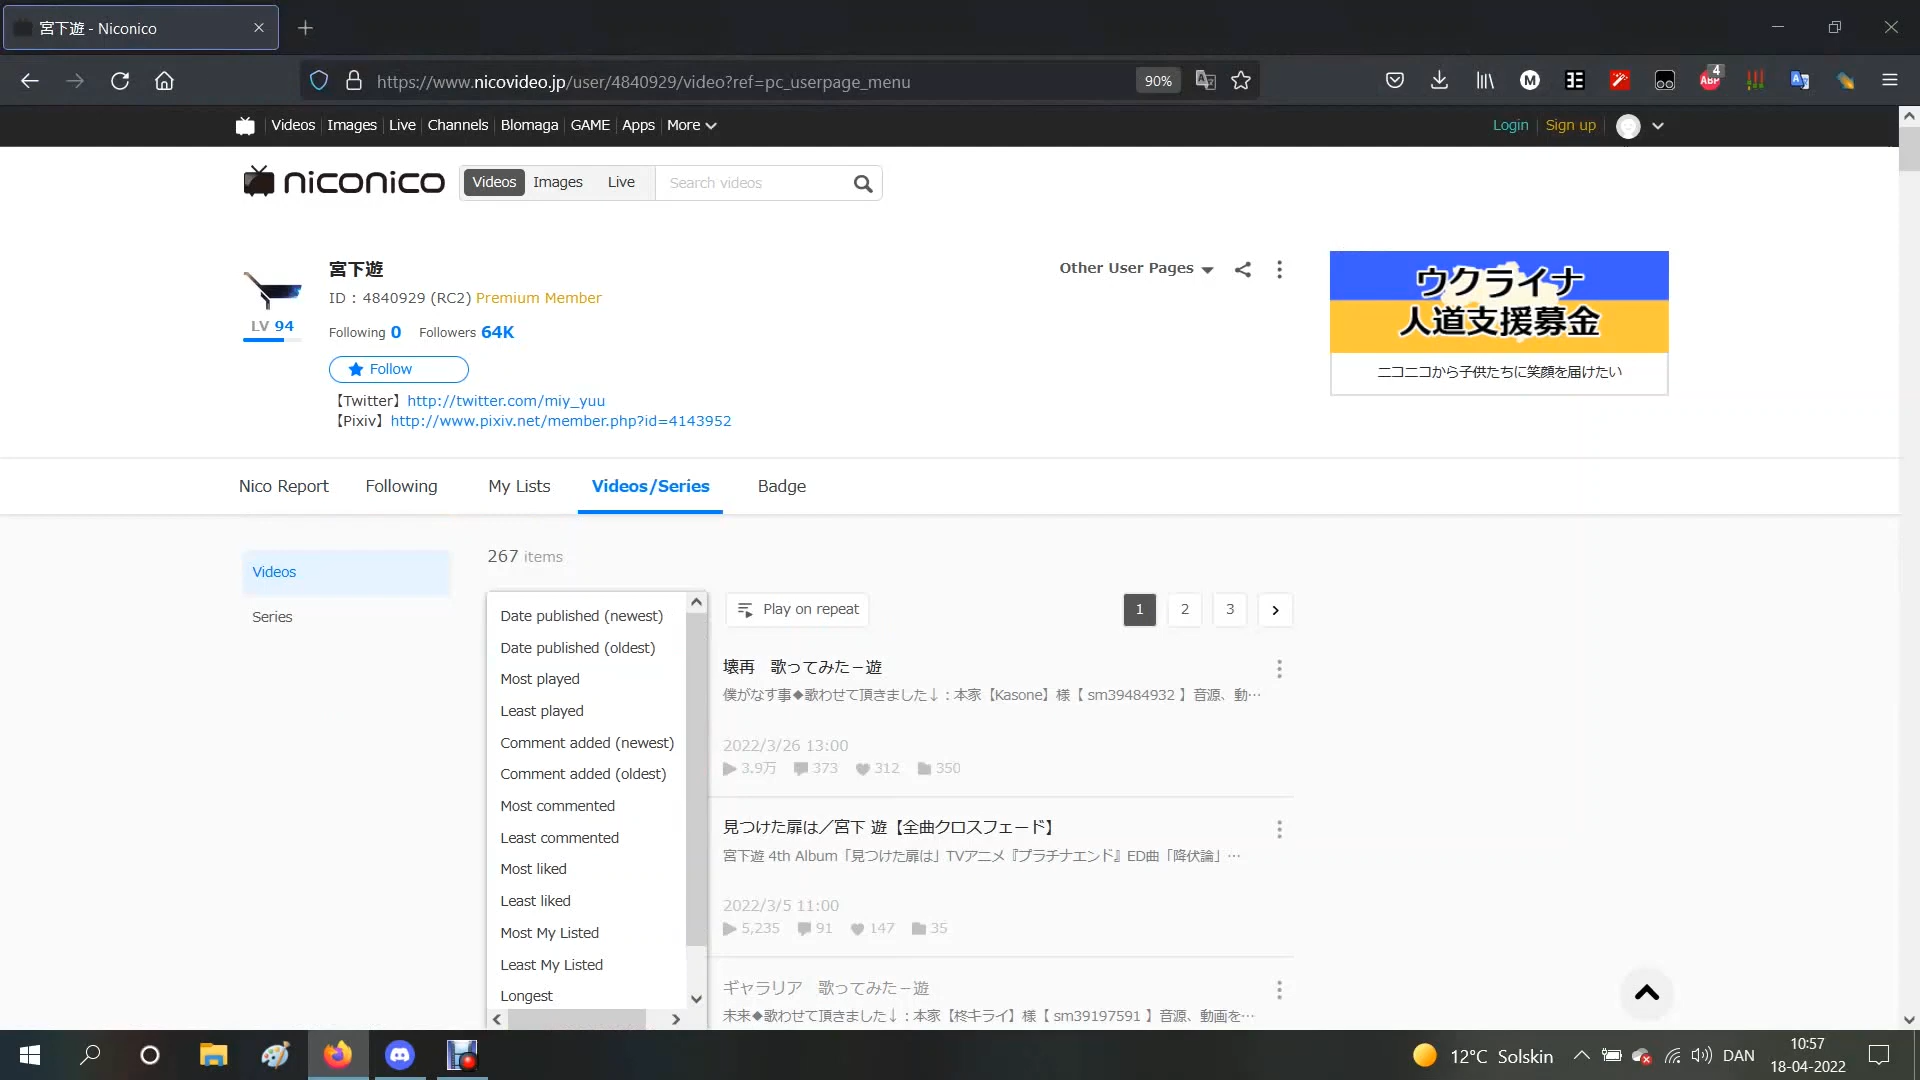 宮下遊 - Niconico
https://www.nicovideo.jp/user/4840929/video?ref=pc_userpage_menu
90%
ABP 4
Videos Images Live Channels Blomaga GAME Apps More
Login Sign up
niconico
Videos Images Live Search videos
宮下遊
ID : 4840929 (RC2) Premium Member
LV 94
Following 0 Followers 64K
Follow
【Twitter】http://twitter.com/miy_yuu
【Pixiv】http://www.pixiv.net/member.php?id=4143952
Other User Pages
ウクライナ
人道支援募金
ニコニコから子供たちに笑顔を届けたい
Nico Report Following My Lists Videos/Series Badge
Videos
Series
267 items
Date published (newest)
Date published (oldest)
Most played
Least played
Comment added (newest)
Comment added (oldest)
Most commented
Least commented
Most liked
Least liked
Most My Listed
Least My Listed
Longest
Play on repeat
1 2 3
壊再 歌ってみた－遊
僕がなす事◆歌わせて頂きました↓：本家【Kasone】様【 sm39484932 】音源、動…
2022/3/26 13:00
3.9万 373 312 350
見つけた扉は／宮下 遊【全曲クロスフェード】
宮下遊 4th Album「見つけた扉は」TVアニメ『プラチナエンド』ED曲「降伏論」…
2022/3/5 11:00
5,235 91 147 35
ギャラリア 歌ってみた－遊
未来◆歌わせて頂きました↓：本家【柊キライ】様【 sm39197591 】音源、動画を…
12°C Solskin
DAN
10:57
18-04-2022